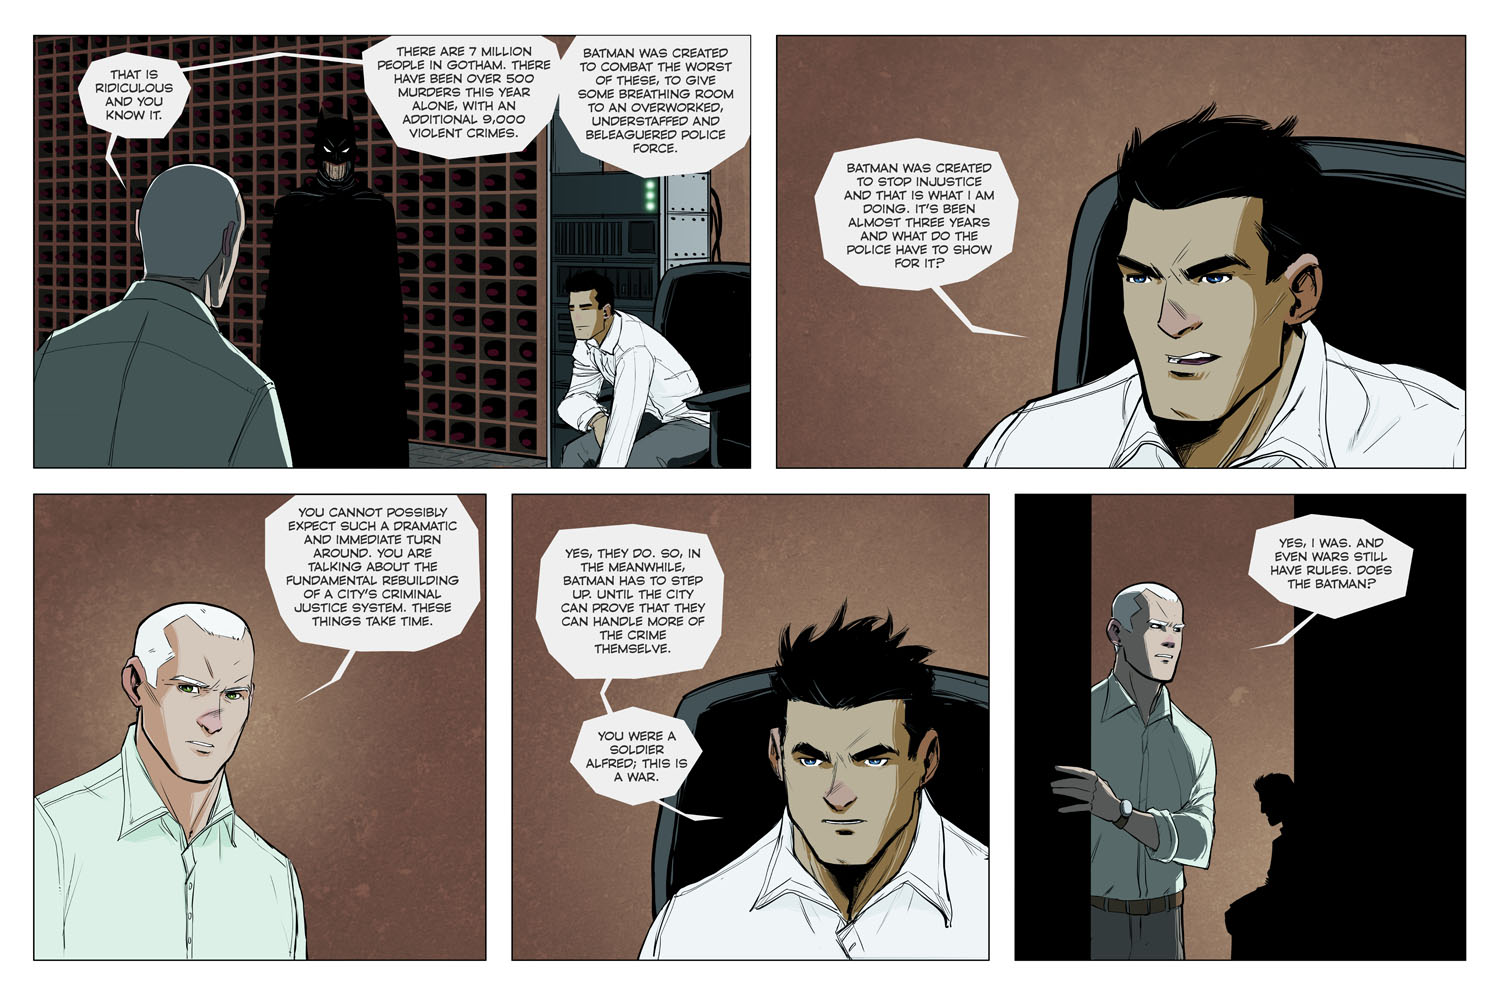 THAT IS
RIDICULOUS
AND YOU
KNOW IT.
THERE ARE 7 MILLION
PEOPLE IN GOTHAM. THERE
HAVE BEEN OVER 500
MURDERS THIS YEAR
ALONE, WITH AN
ADDITIONAL 9,000
VIOLENT CRIMES.
BATMAN WAS CREATED
TO COMBAT THE WORST
OF THESE, TO GIVE
SOME BREATHING ROOM
TO AN OVERWORKED,
UNDERSTAFFED AND
BELEAGUERED POLICE
FORCE.
BATMAN WAS CREATED
TO STOP INJUSTICE
AND THAT IS WHAT I AM
DOING. IT'S BEEN
ALMOST THREE YEARS
AND WHAT DO THE
POLICE HAVE TO SHOW
FOR IT?
YOU CANNOT POSSIBLY
EXPECT SUCH A DRAMATIC
AND IMMEDIATE TURN
AROUND. YOU ARE
TALKING ABOUT THE
FUNDAMENTAL REBUILDING
OF A CITY'S CRIMINAL
JUSTICE SYSTEM. THESE
THINGS TAKE TIME.
YES, THEY DO. SO, IN
THE MEANWHILE,
BATMAN HAS TO STEP
UP. UNTIL THE CITY
CAN PROVE THAT THEY
CAN HANDLE MORE OF
THE CRIME
THEMSELVE.
YOU WERE A
SOLDIER
ALFRED; THIS IS
A WAR.
YES, I WAS. AND
EVEN WARS STILL
HAVE RULES. DOES
THE BATMAN?